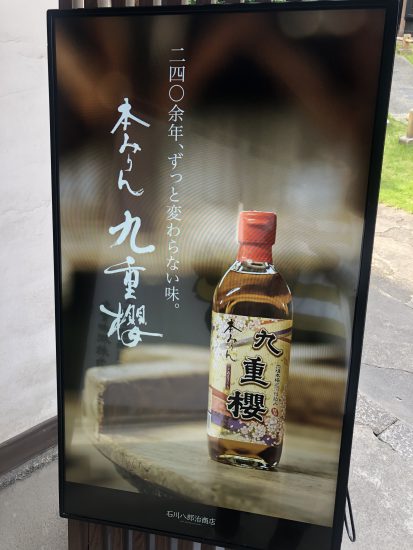 二四〇余年、ずっと変わらない味。
本みりん 九重櫻
本みりん
九重櫻
石川八郎治商店